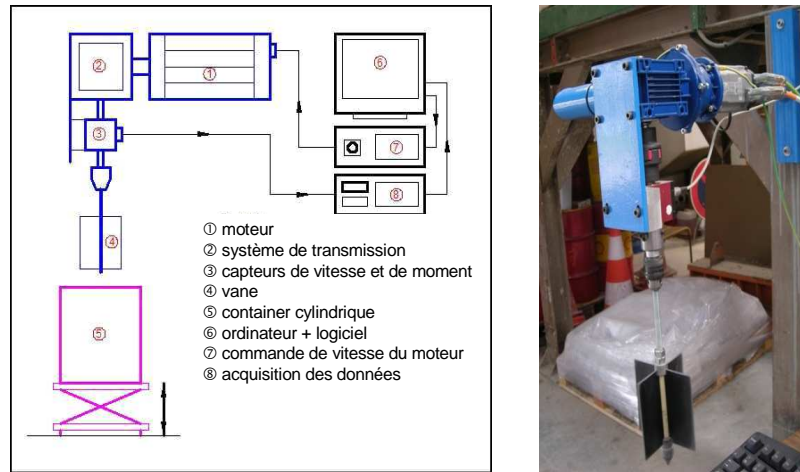 ②
①
⑥
③
⑦
⑧
④
⑤
① moteur
② système de transmission
③ capteurs de vitesse et de moment
④ vane
⑤ container cylindrique
⑥ ordinateur + logiciel
⑦ commande de vitesse du moteur
⑧ acquisition des données